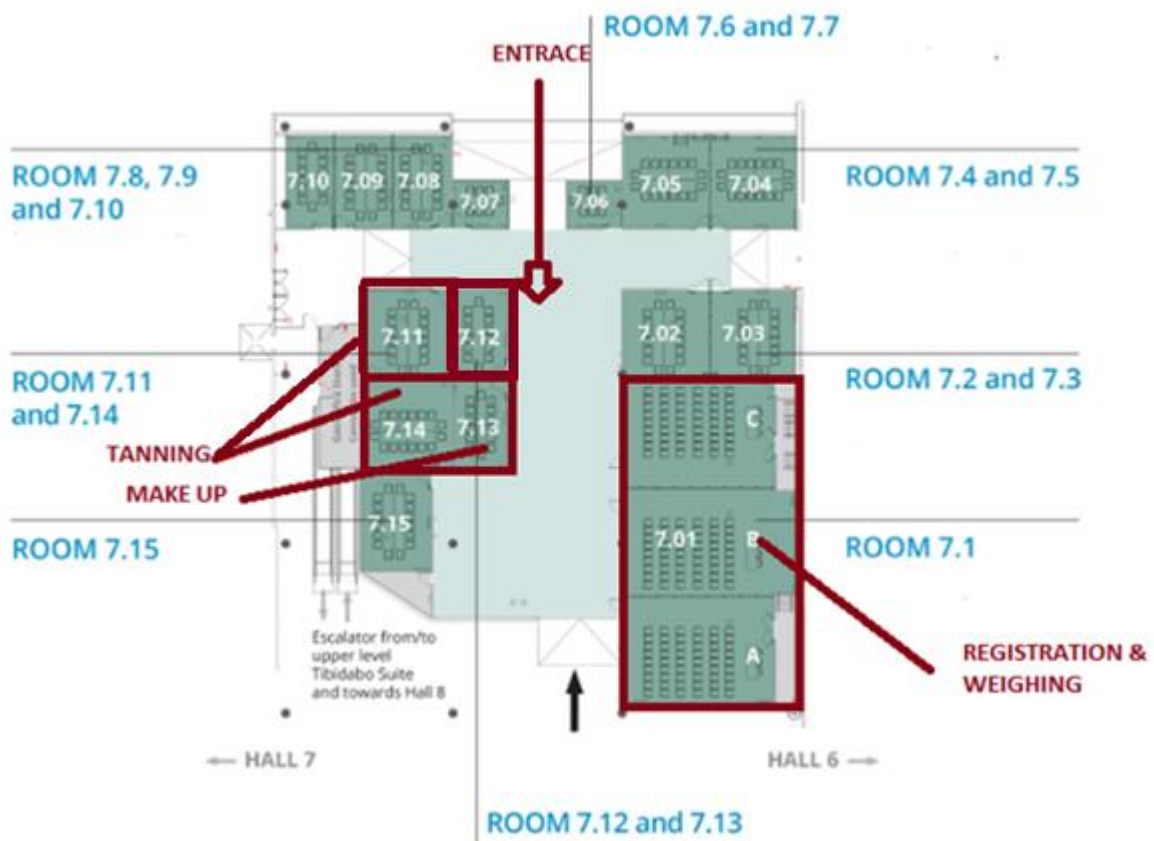 ROOM 7.6 and 7.7
ENTRACE
ROOM 7.8, 7.9
and 7.10
7.10
7.09
7.08
7.07
7.06
7.05
7.04
ROOM 7.4 and 7.5
7.11
7.12
7.02
7.03
ROOM 7.11
and 7.14
ROOM 7.2 and 7.3
TANNING
7.14
7.13
C
MAKE UP
ROOM 7.15
7.15
7.01
B
ROOM 7.1
Escalator from/to
upper level
Tibidabo Suite
and towards Hall 8
A
REGISTRATION &
WEIGHING
← HALL 7
HALL 6 →
ROOM 7.12 and 7.13